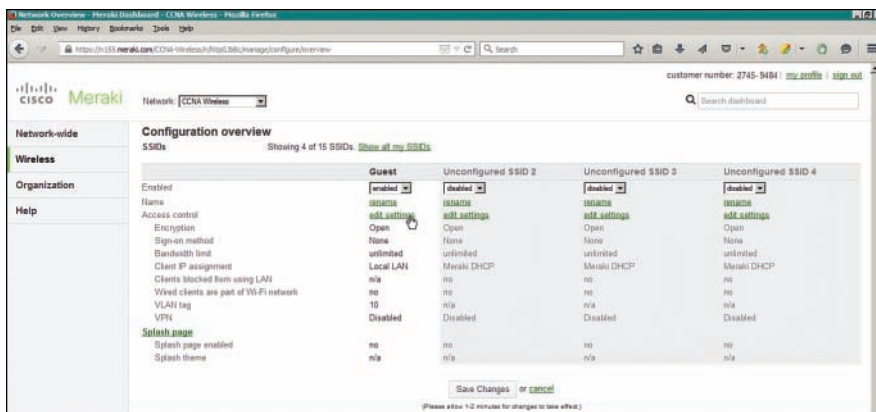 Network Overview - Meraki Dashboard - CCNA Wireless - Mozilla Firefox
File Edit View History Bookmarks Tools Help
Search
customer number: 2745-9484 | my profile | sign out
CISCO Meraki
Network: CCNA Wireless
Search dashboard
Network-wide
Wireless
Organization
Help
Configuration overview
SSIDs Showing 4 of 15 SSIDs. Show all my SSIDs.
Guest Unconfigured SSID 2 Unconfigured SSID 3 Unconfigured SSID 4
Enabled enabled disabled disabled disabled
Name rename rename rename rename
Access control edit settings edit settings edit settings edit settings
Encryption Open Open Open Open
Sign-on method None None None None
Bandwidth limit unlimited unlimited unlimited unlimited
Client IP assignment Local LAN Meraki DHCP Meraki DHCP Meraki DHCP
Clients blocked from using LAN n/a no no no
Wired clients are part of Wi-Fi network no no no no
VLAN tag 10 n/a n/a n/a
VPN Disabled Disabled Disabled Disabled
Splash page
Splash page enabled no no no no
Splash theme n/a n/a n/a n/a
Save Changes or cancel
(Please allow 1-2 minutes for changes to take effect.)